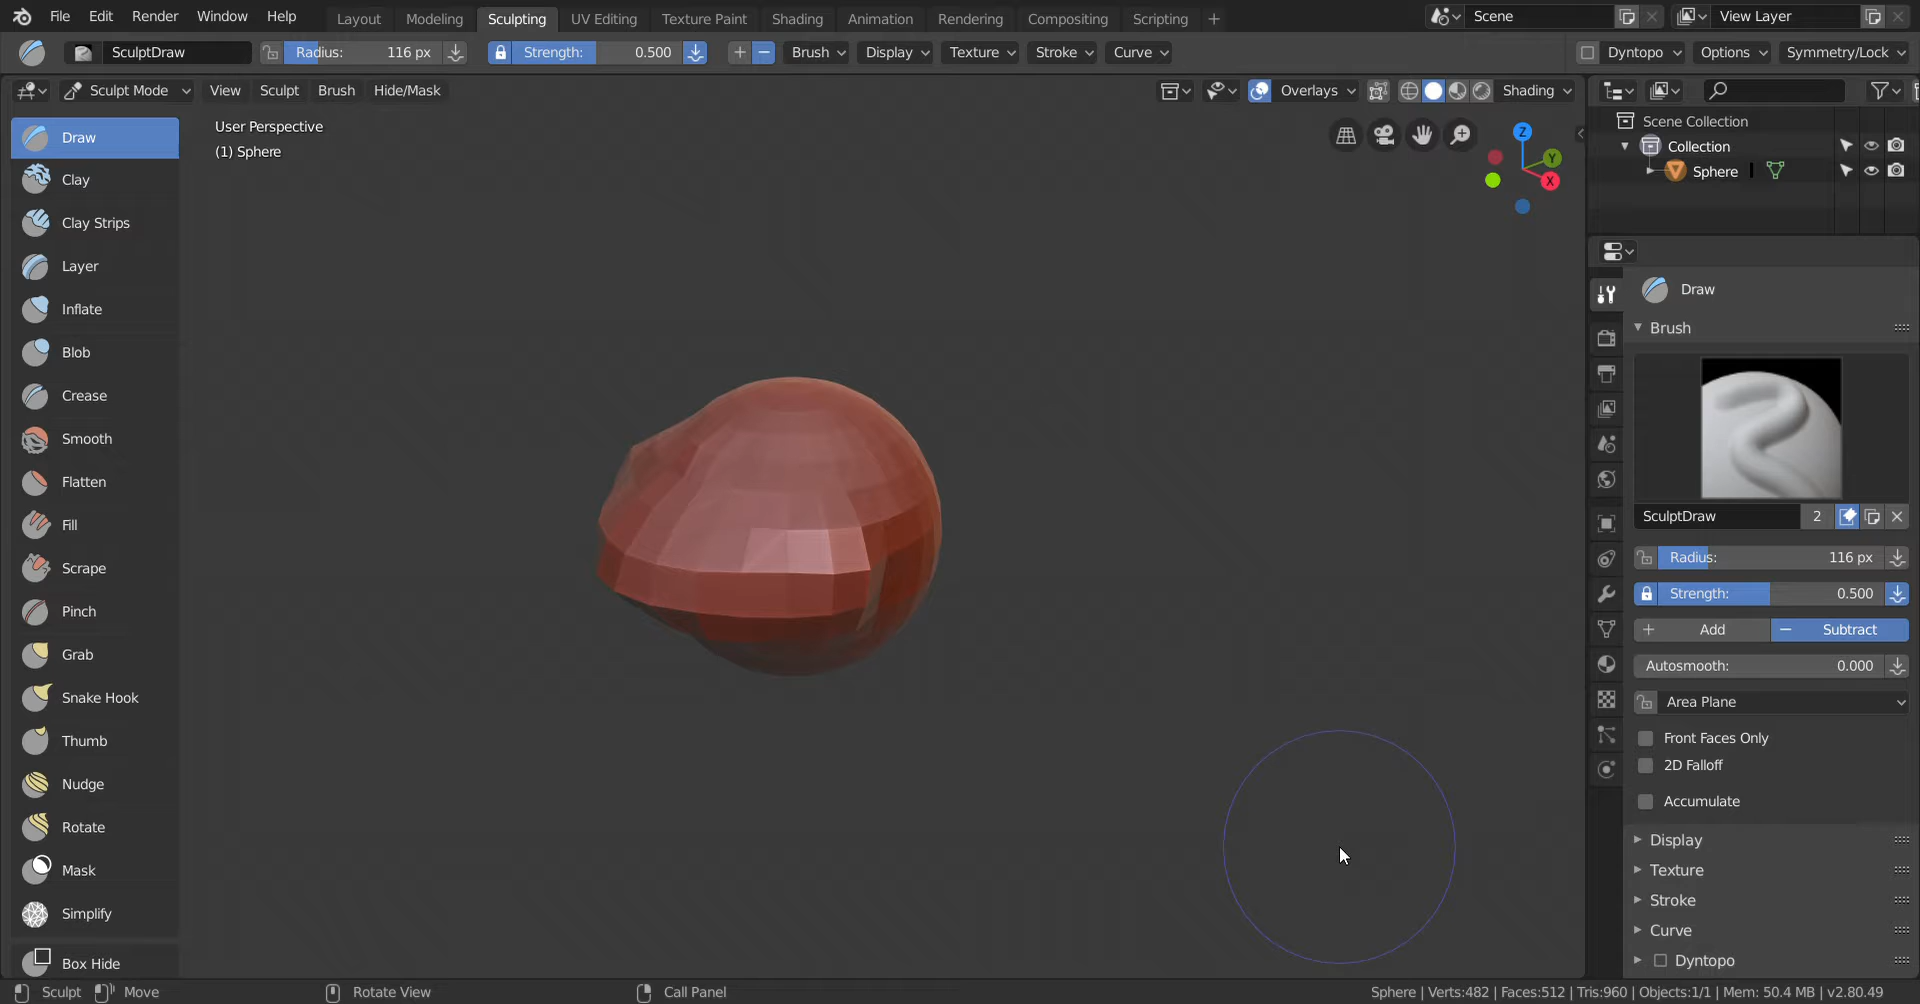 File Edit Render Window Help Layout Modeling Sculpting UV Editing Texture Paint Shading Animation Rendering Compositing Scripting + Scene View Layer
SculptDraw Radius: 116 px Strength: 0.500 Brush Display Texture Stroke Curve Dyntopo Options Symmetry/Lock
Sculpt Mode View Sculpt Brush Hide/Mask Overlays Shading
User Perspective
(1) Sphere
Z
Y
X
Draw
Clay
Clay Strips
Layer
Inflate
Blob
Crease
Smooth
Flatten
Fill
Scrape
Pinch
Grab
Snake Hook
Thumb
Nudge
Rotate
Mask
Simplify
Box Hide
Scene Collection
Collection
Sphere
Draw
Brush
SculptDraw 2
Radius: 116 px
Strength: 0.500
Add Subtract
Autosmooth: 0.000
Area Plane
Front Faces Only
2D Falloff
Accumulate
Display
Texture
Stroke
Curve
Dyntopo
Sculpt Move Rotate View Call Panel Sphere | Verts:482 | Faces:512 | Tris:960 | Objects:1/1 | Mem: 50.4 MB | v2.80.49